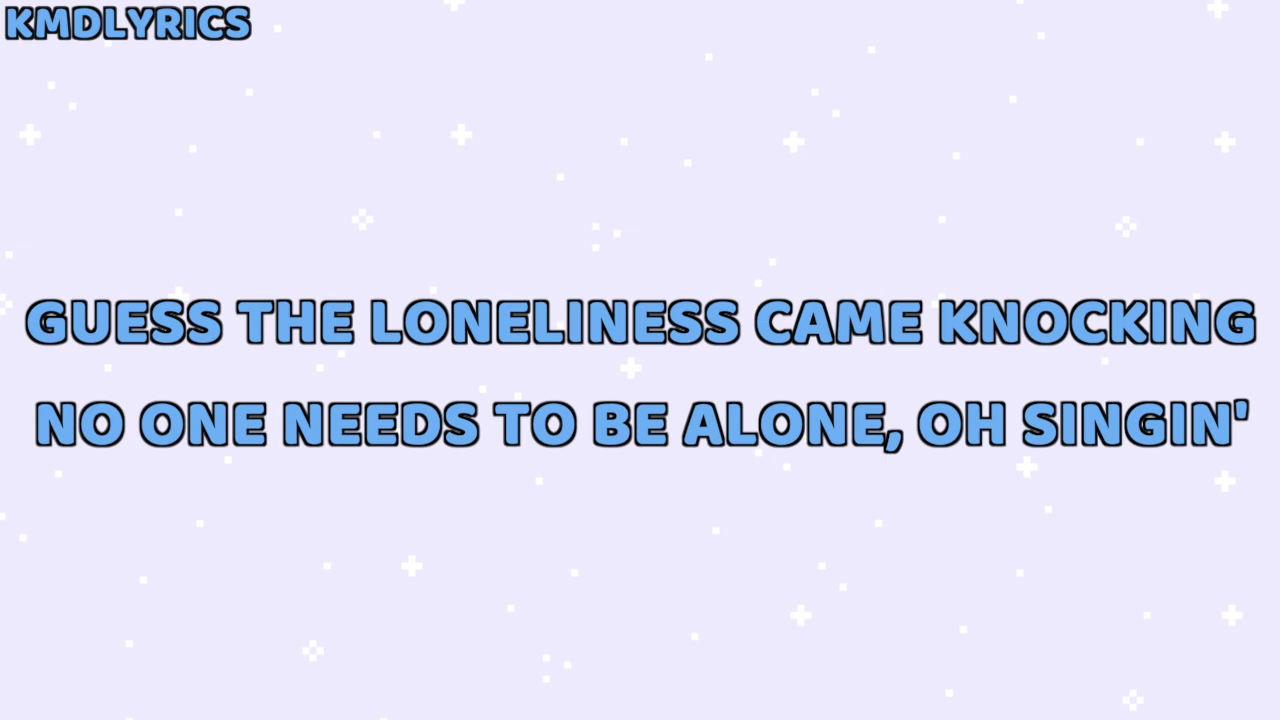 KMDLYRICS
GUESS THE LONELINESS CAME KNOCKING
NO ONE NEEDS TO BE ALONE, OH SINGIN'